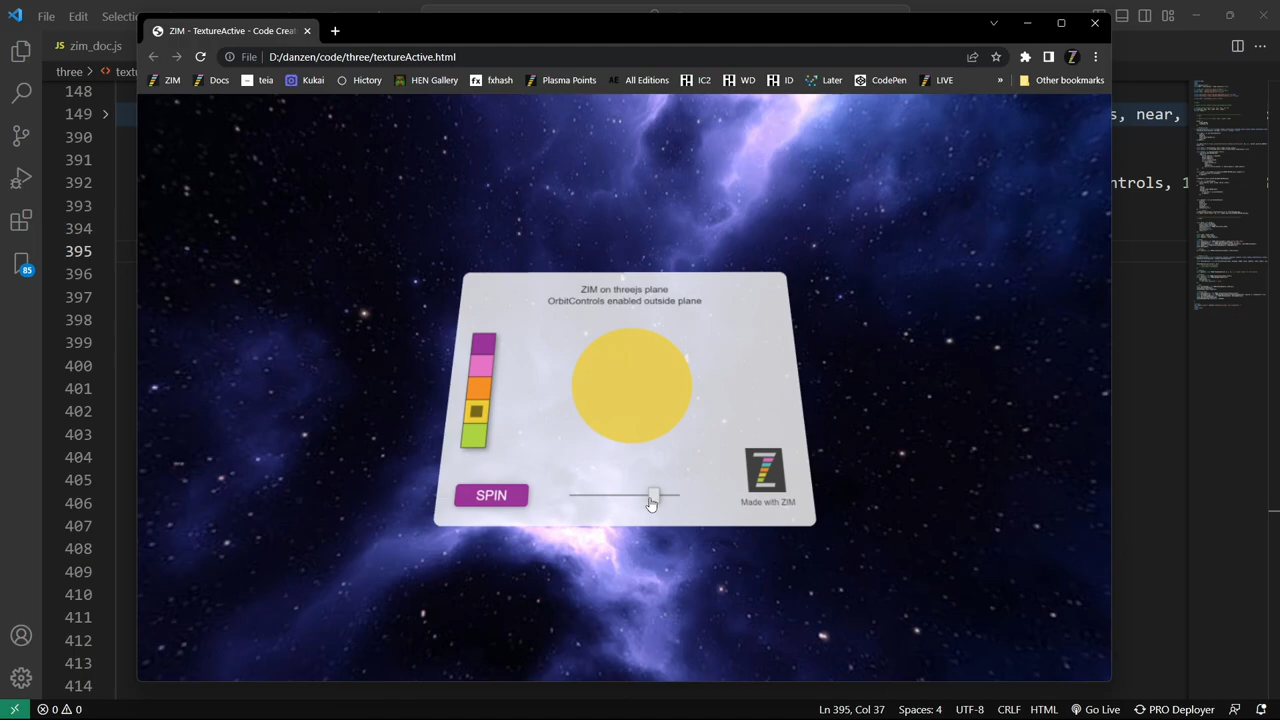 File Edit Selec
ZIM - TextureActive - Code Creat
zim_doc.js
File D:/danzen/code/three/textureActive.html
three
ZIM Docs teia Kukai Hictory HEN Gallery fxhash Plasma Points All Editions IC2 WD ID Later CodePen LIVE » Other bookmarks
148
149
s, near,
390
391
392
ntrols, 1
393
394
395
396
397
398
399
400
401
402
403
404
405
406
407
408
409
410
411
412
413
414
85
ZIM on threejs plane
OrbitControls enabled outside plane
SPIN
Made with ZIM
0 0 Ln 395, Col 37 Spaces: 4 UTF-8 CRLF HTML Go Live PRO Deployer